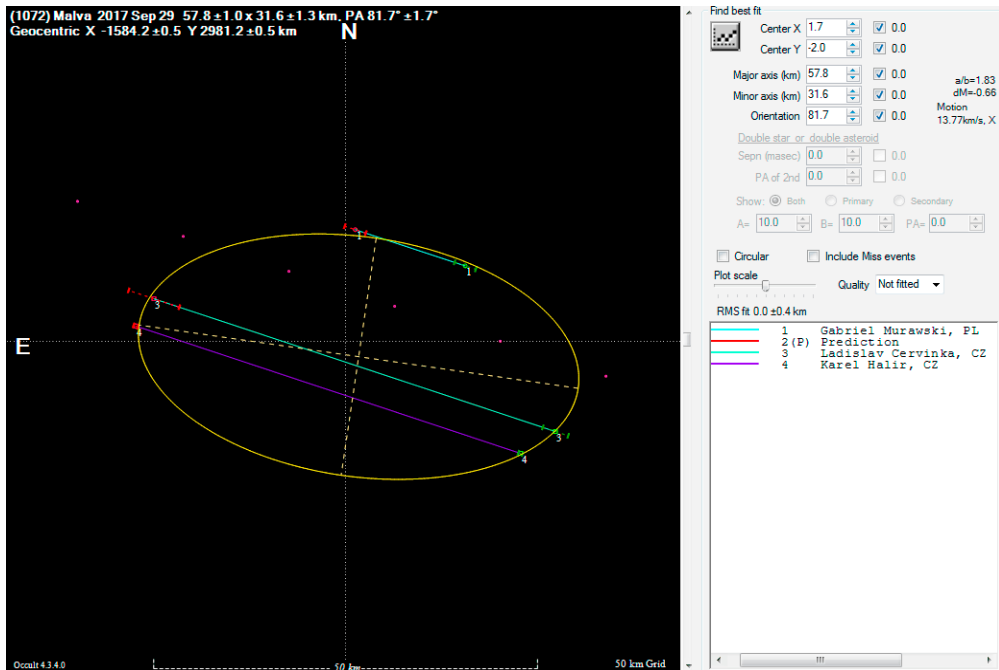 (1072) Malva 2017 Sep 29 57.8 ±1.0 x 31.6 ±1.3 km, PA 81.7° ±1.7°
Geocentric X -1584.2 ±0.5 Y 2981.2 ±0.5 km
N
E
1
1
3
3
4
4
Occult 4.3.4.0
50 km
50 km Grid
Find best fit
Center X 1.7 0.0
Center Y -2.0 0.0
Major axis (km) 57.8 0.0
a/b=1.83
Minor axis (km) 31.6 0.0
dM=-0.66
Motion
Orientation 81.7 0.0
13.77km/s, X
Double star or double asteroid
Sepn (masec) 0.0 0.0
PA of 2nd 0.0 0.0
Show: Both Primary Secondary
A= 10.0 B= 10.0 PA= 0.0
Circular Include Miss events
Plot scale
Quality Not fitted
RMS fit 0.0 ±0.4 km
1 Gabriel Murawski, PL
2(P) Prediction
3 Ladislav Cervinka, CZ
4 Karel Halir, CZ